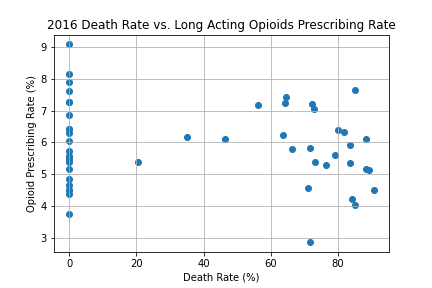 2016 Death Rate vs. Long Acting Opioids Prescribing Rate
9
8
7
6
5
4
3
Opioid Prescribing Rate (%)
0 20 40 60 80
Death Rate (%)